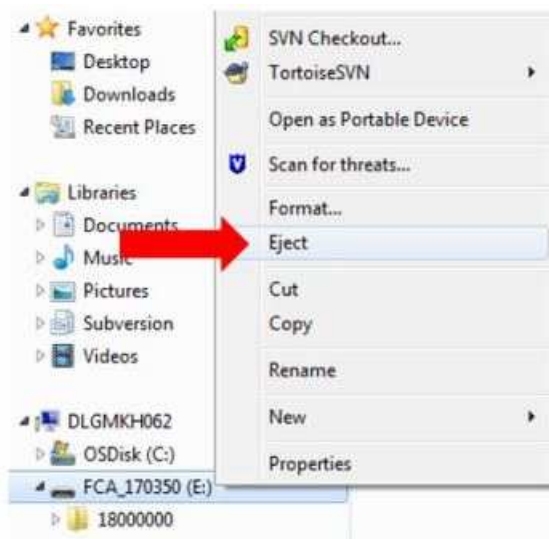 Favorites
Desktop
Downloads
Recent Places
Libraries
Documents
Music
Pictures
Subversion
Videos
DLGMKH062
OSDisk (C:)
FCA_170350 (E:)
18000000
SVN Checkout...
TortoiseSVN
Open as Portable Device
Scan for threats...
Format...
Eject
Cut
Copy
Rename
New
Properties